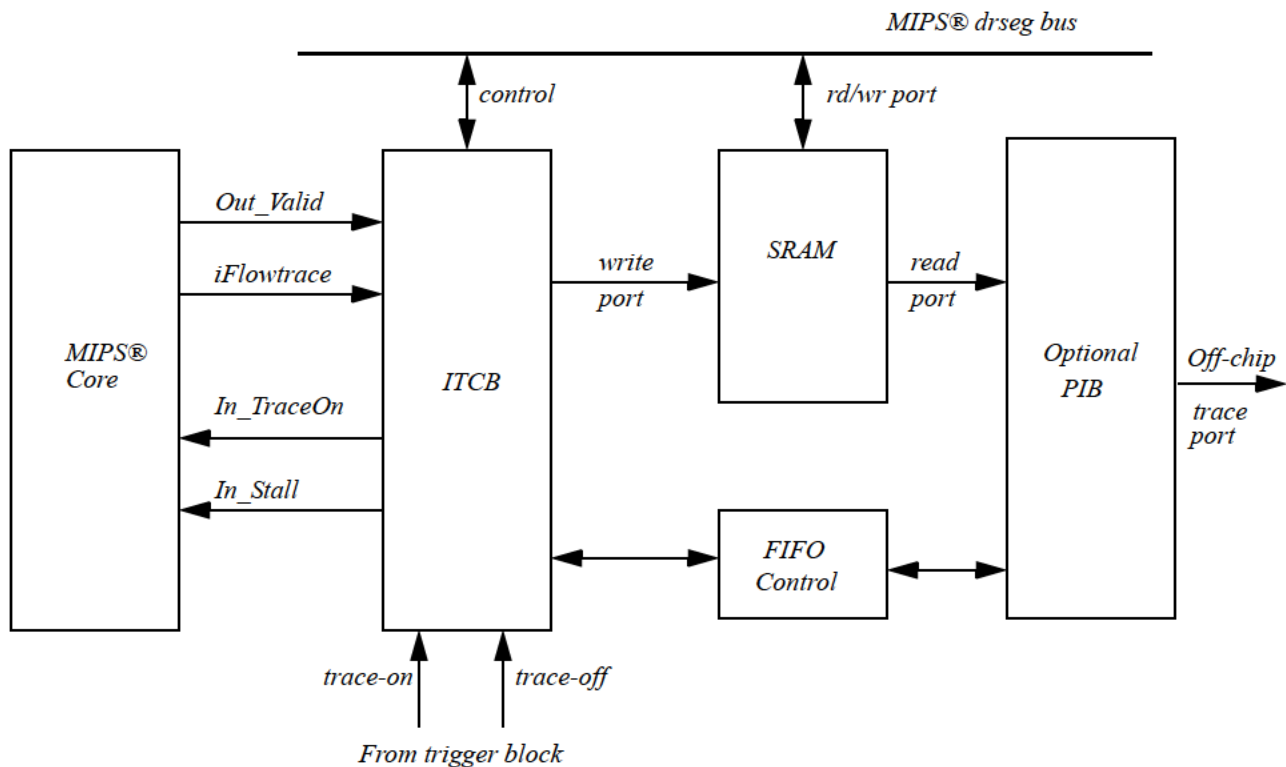 MIPS® drseg bus
control
rd/wr port
Out_Valid
iFlowtrace
MIPS®
Core
In_TraceOn
In_Stall
ITCB
write
port
SRAM
read
port
Optional
PIB
Off-chip
trace
port
FIFO
Control
trace-on
trace-off
From trigger block